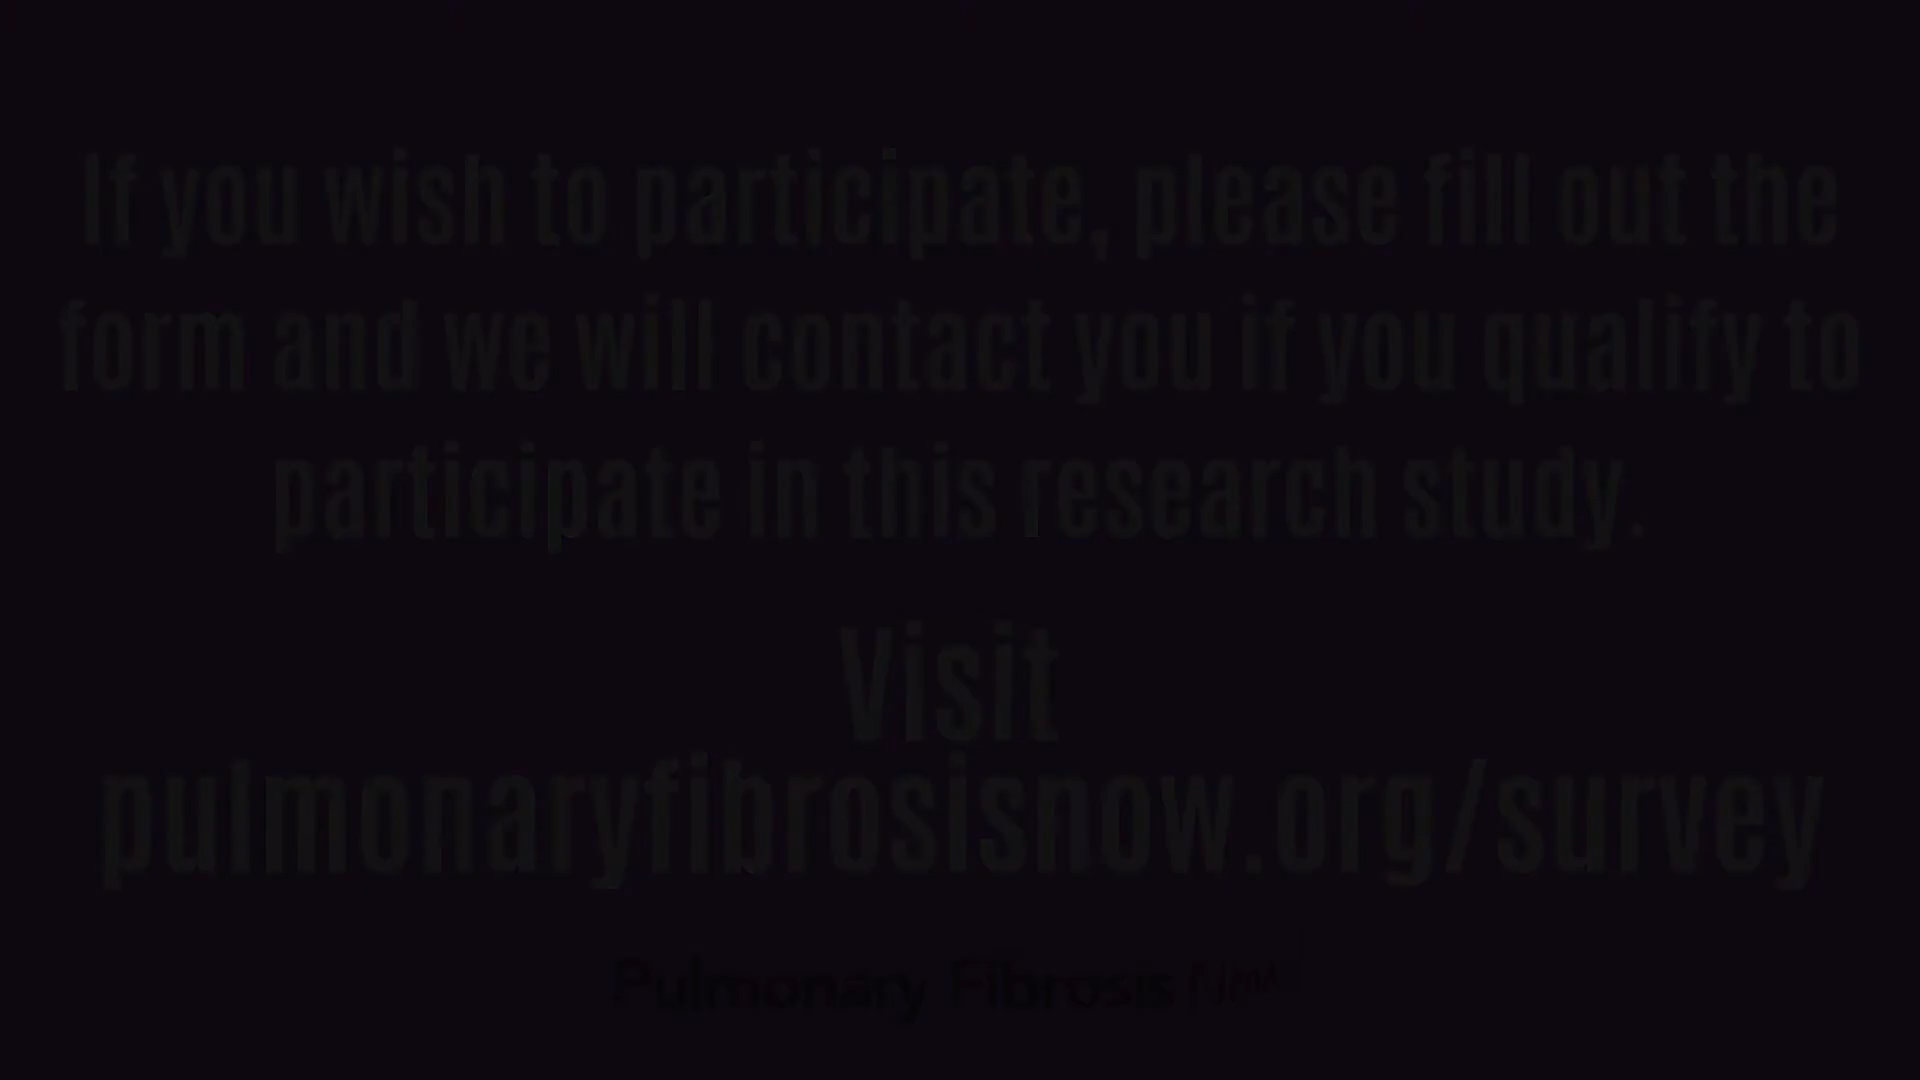 If you wish to participate, please fill out the
form and we will contact you if you qualify to
participate in this research study.
Visit
pulmonaryfibrosisnow.org/survey
Pulmonary Fibrosis